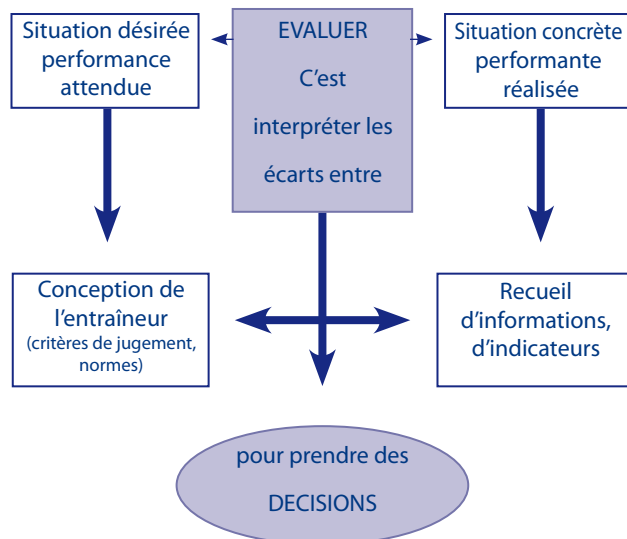 Situation désirée
performance
attendue
EVALUER
C'est
interpréter les
écarts entre
Situation concrète
performante
réalisée
Conception de
l'entraîneur
(critères de jugement,
normes)
Recueil
d'informations,
d'indicateurs
pour prendre des
DECISIONS